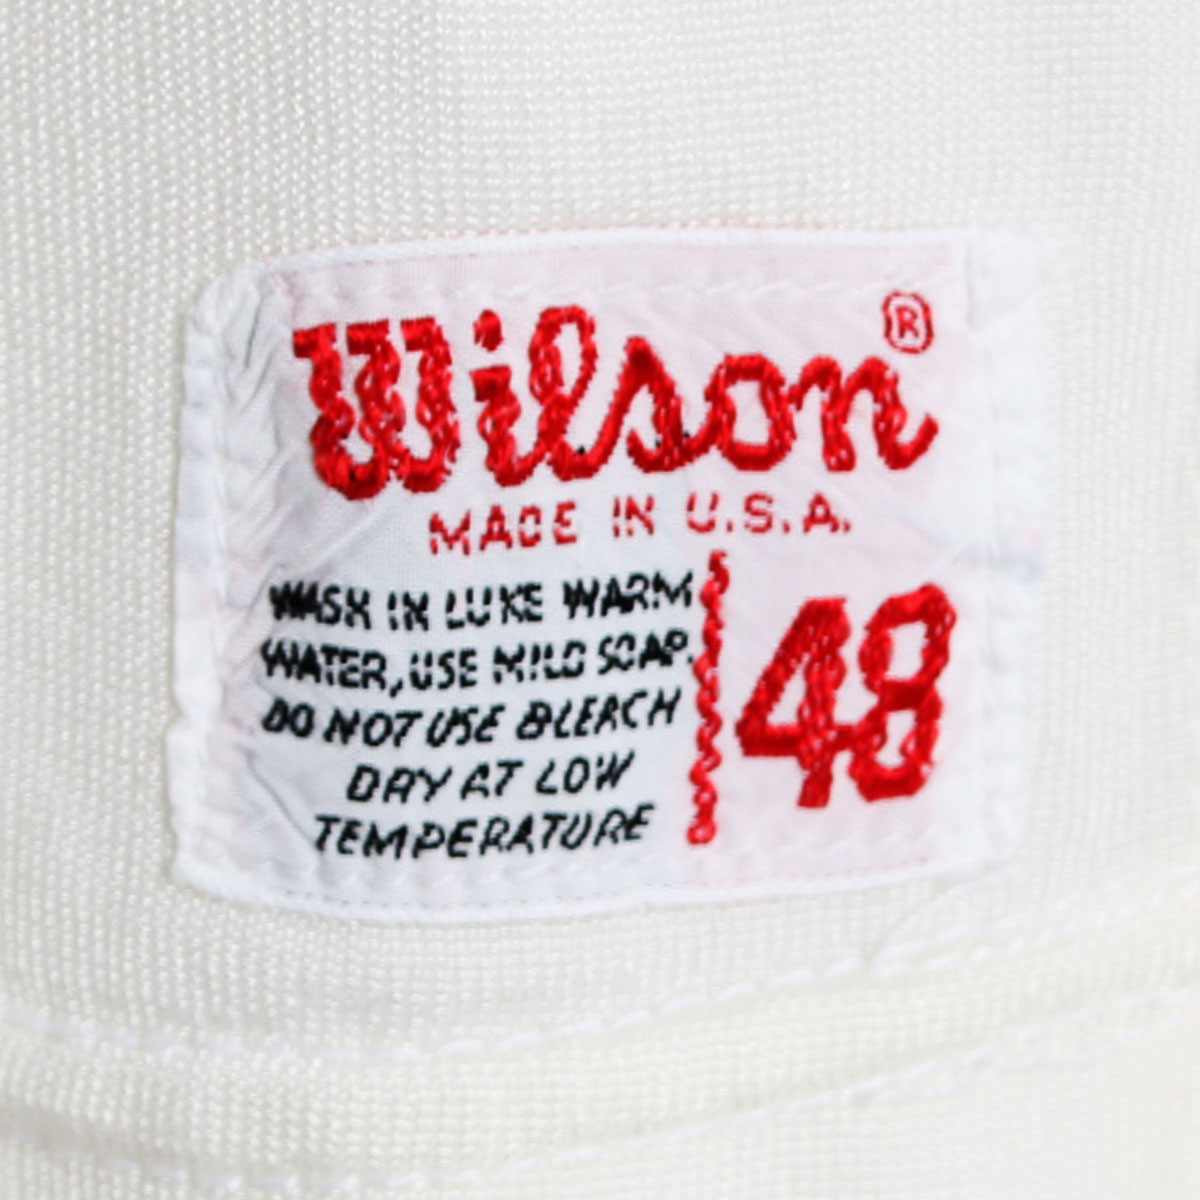 Wilson ®
MADE IN U.S.A.
WASH IN LUKE WARM
WATER, USE MILD SOAP.
DO NOT USE BLEACH
DRY AT LOW
TEMPERATURE
48